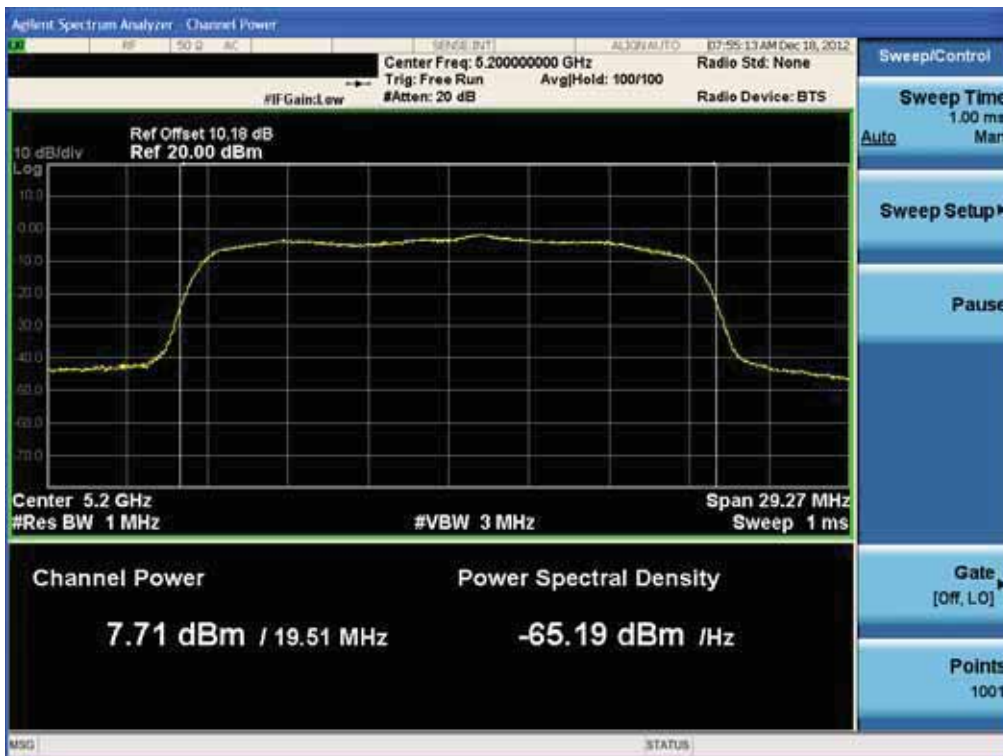 Agilent Spectrum Analyzer - Channel Power
LXI RF 50 Ω AC SENSE:INT ALIGN AUTO 07:55:13 AM Dec 18, 2012
Center Freq: 5.200000000 GHz Radio Std: None
Trig: Free Run Avg|Hold: 100/100
#IFGain:Low #Atten: 20 dB Radio Device: BTS
Ref Offset 10.18 dB
10 dB/div Ref 20.00 dBm
Log
10.0
0.00
-10.0
-20.0
-30.0
-40.0
-50.0
-60.0
-70.0
Center 5.2 GHz Span 29.27 MHz
#Res BW 1 MHz #VBW 3 MHz Sweep 1 ms
Channel Power Power Spectral Density
7.71 dBm / 19.51 MHz -65.19 dBm /Hz
MSG STATUS
Sweep/Control
Sweep Time
1.00 ms
Auto Man
Sweep Setup
Pause
Gate
[Off, LO]
Points
1001